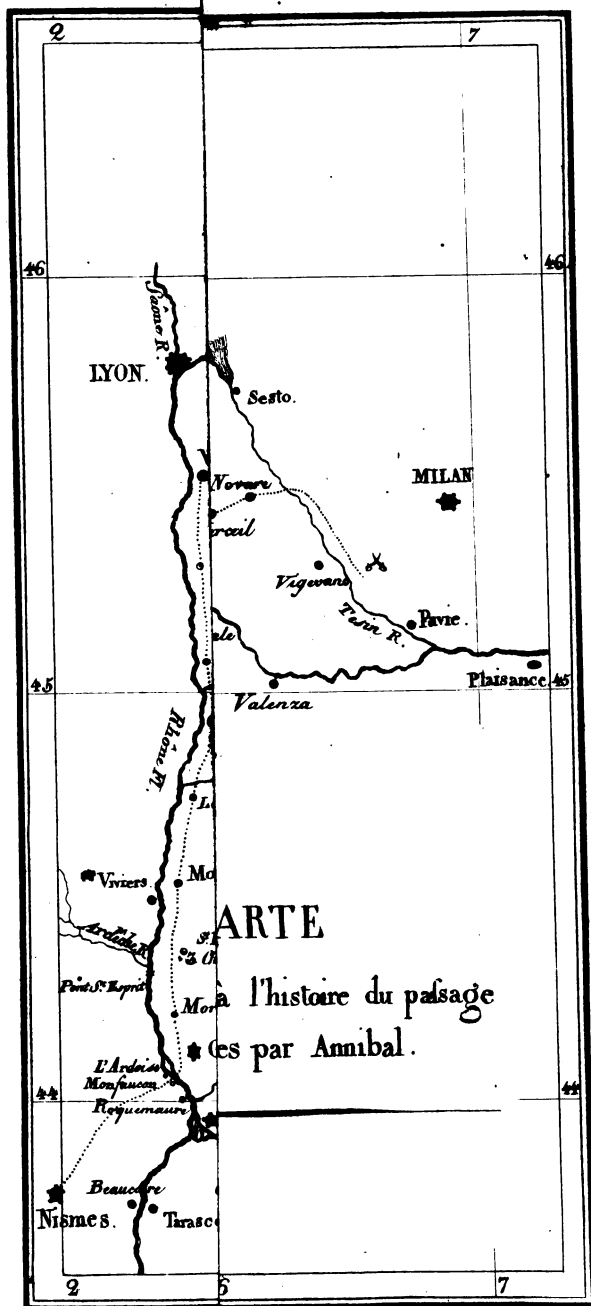 2 7
46 46
Saône R.
LYON.
Sesto.
Novare
MILAN
Vigevano
Tesin R.
Pavie.
Plaisance.
45 45
Valenza
Rhône Fl.
Viviers.
Ardèche R.
ARTE
Pont St. Esprit
à l'histoire du paſsage
es par Annibal.
L'Ardoise
Monfaucon
44 44
Roquemaure
Beaucaire
Nismes.
Tarasc
2 6 7